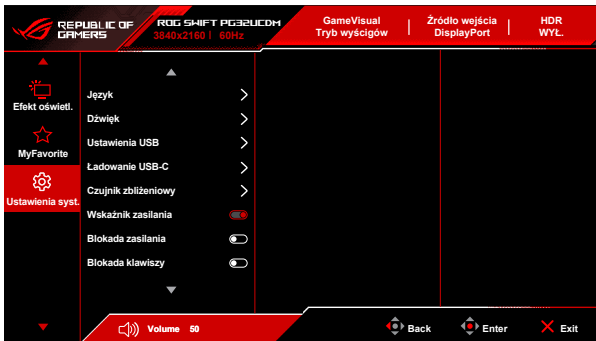 REPUBLIC OF
GAMERS
ROG SWIFT PG32UCDM
3840x2160 | 60Hz
GameVisual
Tryb wyścigów
Źródło wejścia
DisplayPort
HDR
WYŁ.
Efekt oświetl.
MyFavorite
Ustawienia syst.
Język
Dźwięk
Ustawienia USB
Ładowanie USB-C
Czujnik zbliżeniowy
Wskaźnik zasilania
Blokada zasilania
Blokada klawiszy
Volume 50
Back
Enter
Exit